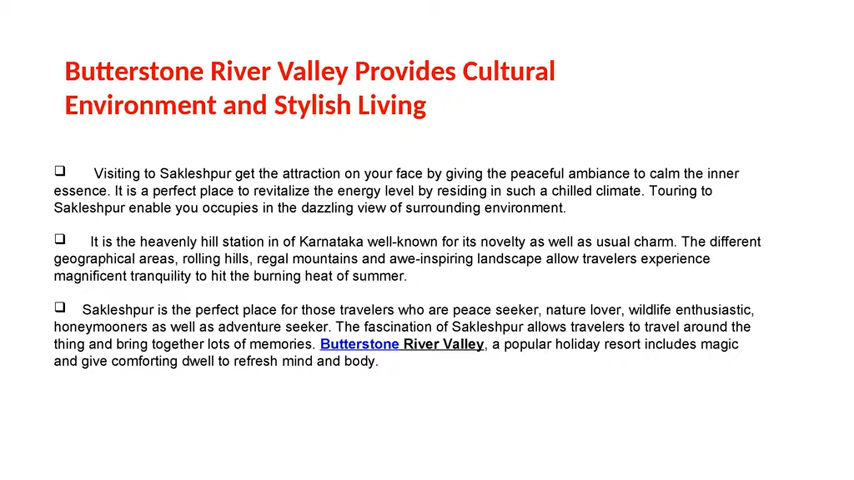 Butterstone River Valley Provides Cultural
Environment and Stylish Living
❑ Visiting to Sakleshpur get the attraction on your face by giving the peaceful ambiance to calm the inner
essence. It is a perfect place to revitalize the energy level by residing in such a chilled climate. Touring to
Sakleshpur enable you occupies in the dazzling view of surrounding environment.
❑ It is the heavenly hill station in of Karnataka well-known for its novelty as well as usual charm. The different
geographical areas, rolling hills, regal mountains and awe-inspiring landscape allow travelers experience
magnificent tranquility to hit the burning heat of summer.
❑ Sakleshpur is the perfect place for those travelers who are peace seeker, nature lover, wildlife enthusiastic,
honeymooners as well as adventure seeker. The fascination of Sakleshpur allows travelers to travel around the
thing and bring together lots of memories. Butterstone River Valley, a popular holiday resort includes magic
and give comforting dwell to refresh mind and body.